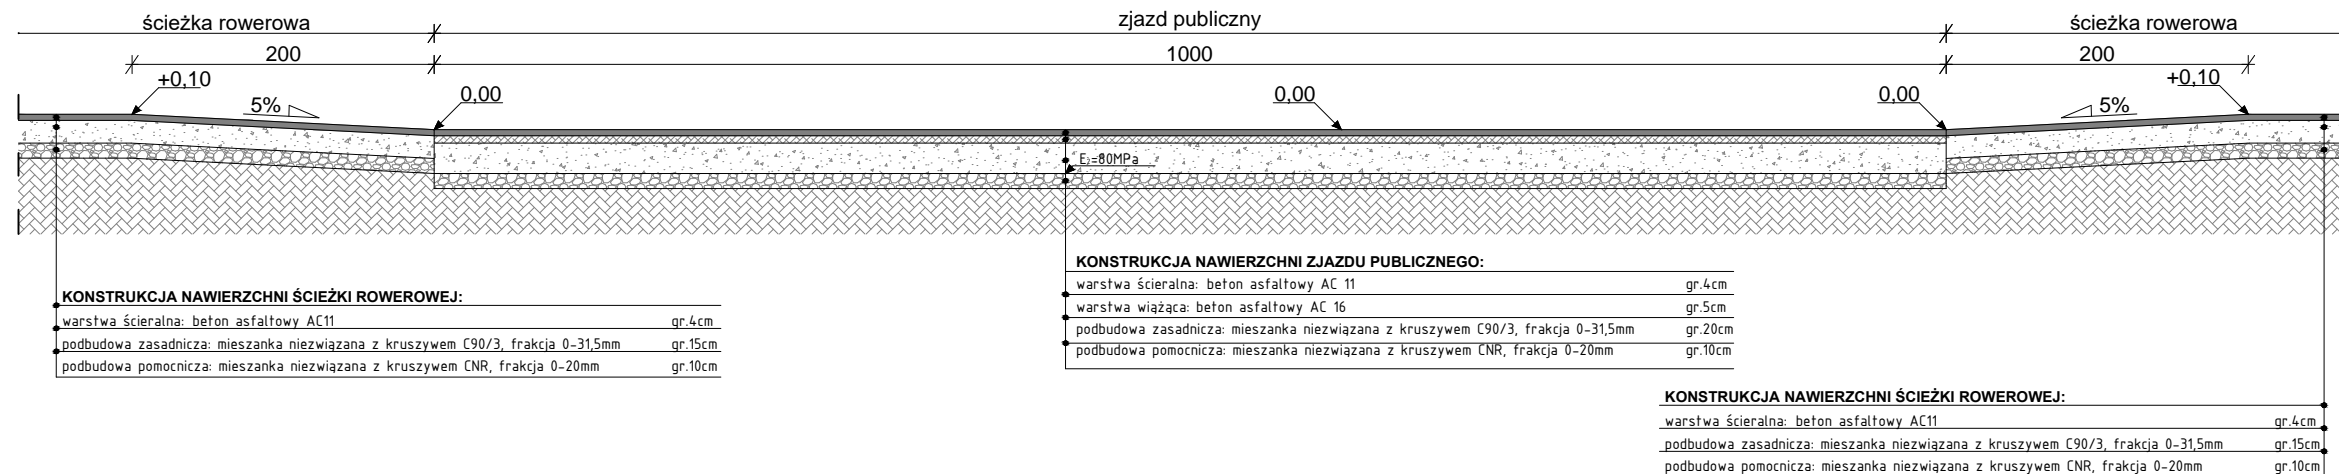 ścieżka rowerowa zjazd publiczny ścieżka rowerowa
200 1000 200
+0,10 +0,10
5% 0,00 0,00 0,00 5%
E₂=80MPa
KONSTRUKCJA NAWIERZCHNI ZJAZDU PUBLICZNEGO:
warstwa ścieralna: beton asfaltowy AC 11 gr.4cm
warstwa wiążąca: beton asfaltowy AC 16 gr.5cm
podbudowa zasadnicza: mieszanka niezwiązana z kruszywem C90/3, frakcja 0-31,5mm gr.20cm
podbudowa pomocnicza: mieszanka niezwiązana z kruszywem CNR, frakcja 0-20mm gr.10cm
KONSTRUKCJA NAWIERZCHNI ŚCIEŻKI ROWEROWEJ:
warstwa ścieralna: beton asfaltowy AC11 gr.4cm
podbudowa zasadnicza: mieszanka niezwiązana z kruszywem C90/3, frakcja 0-31,5mm gr.15cm
podbudowa pomocnicza: mieszanka niezwiązana z kruszywem CNR, frakcja 0-20mm gr.10cm
KONSTRUKCJA NAWIERZCHNI ŚCIEŻKI ROWEROWEJ:
warstwa ścieralna: beton asfaltowy AC11 gr.4cm
podbudowa zasadnicza: mieszanka niezwiązana z kruszywem C90/3, frakcja 0-31,5mm gr.15cm
podbudowa pomocnicza: mieszanka niezwiązana z kruszywem CNR, frakcja 0-20mm gr.10cm